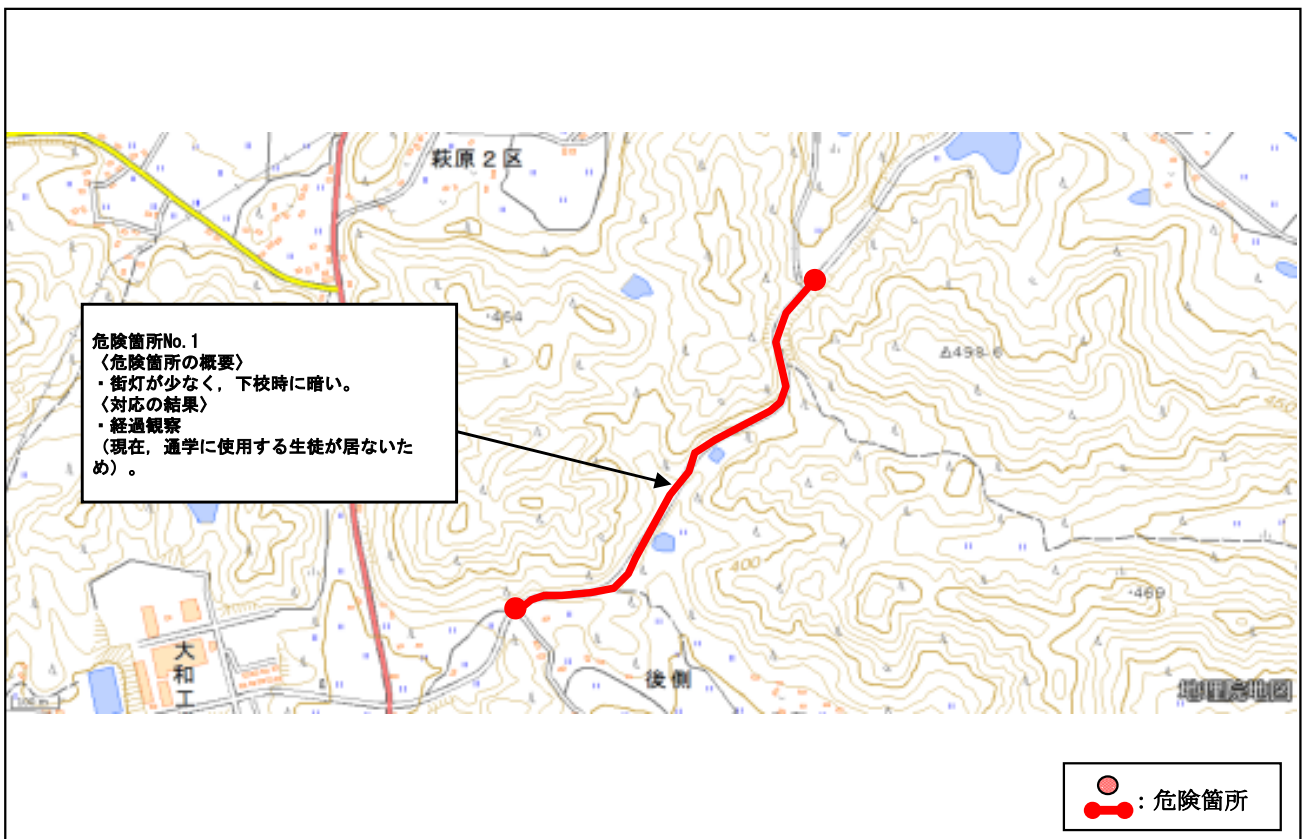 萩原２区
・464
危険箇所No.1
〈危険箇所の概要〉
・街灯が少なく，下校時に暗い。
〈対応の結果〉
・経過観察
（現在，通学に使用する生徒が居ないた
め）。
△498.6
450
400
・469
大
和
工
後側
100 m
地理院地図
：危険箇所